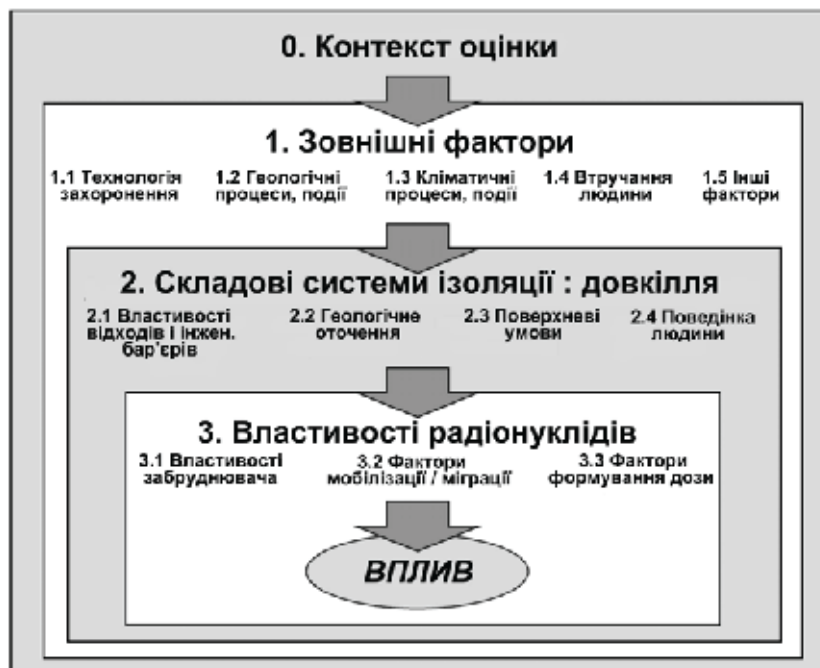 0. Контекст оцінки
1. Зовнішні фактори
1.1 Технологія захоронення
1.2 Геологічні процеси, події
1.3 Кліматичні процеси, події
1.4 Втручання людини
1.5 Інші фактори
2. Складові системи ізоляції : довкілля
2.1 Властивості відходів і інжен. бар'єрів
2.2 Геологічне оточення
2.3 Поверхневі умови
2.4 Поведінка людини
3. Властивості радіонуклідів
3.1 Властивості забруднювача
3.2 Фактори мобілізації / міграції
3.3 Фактори формування дози
ВПЛИВ